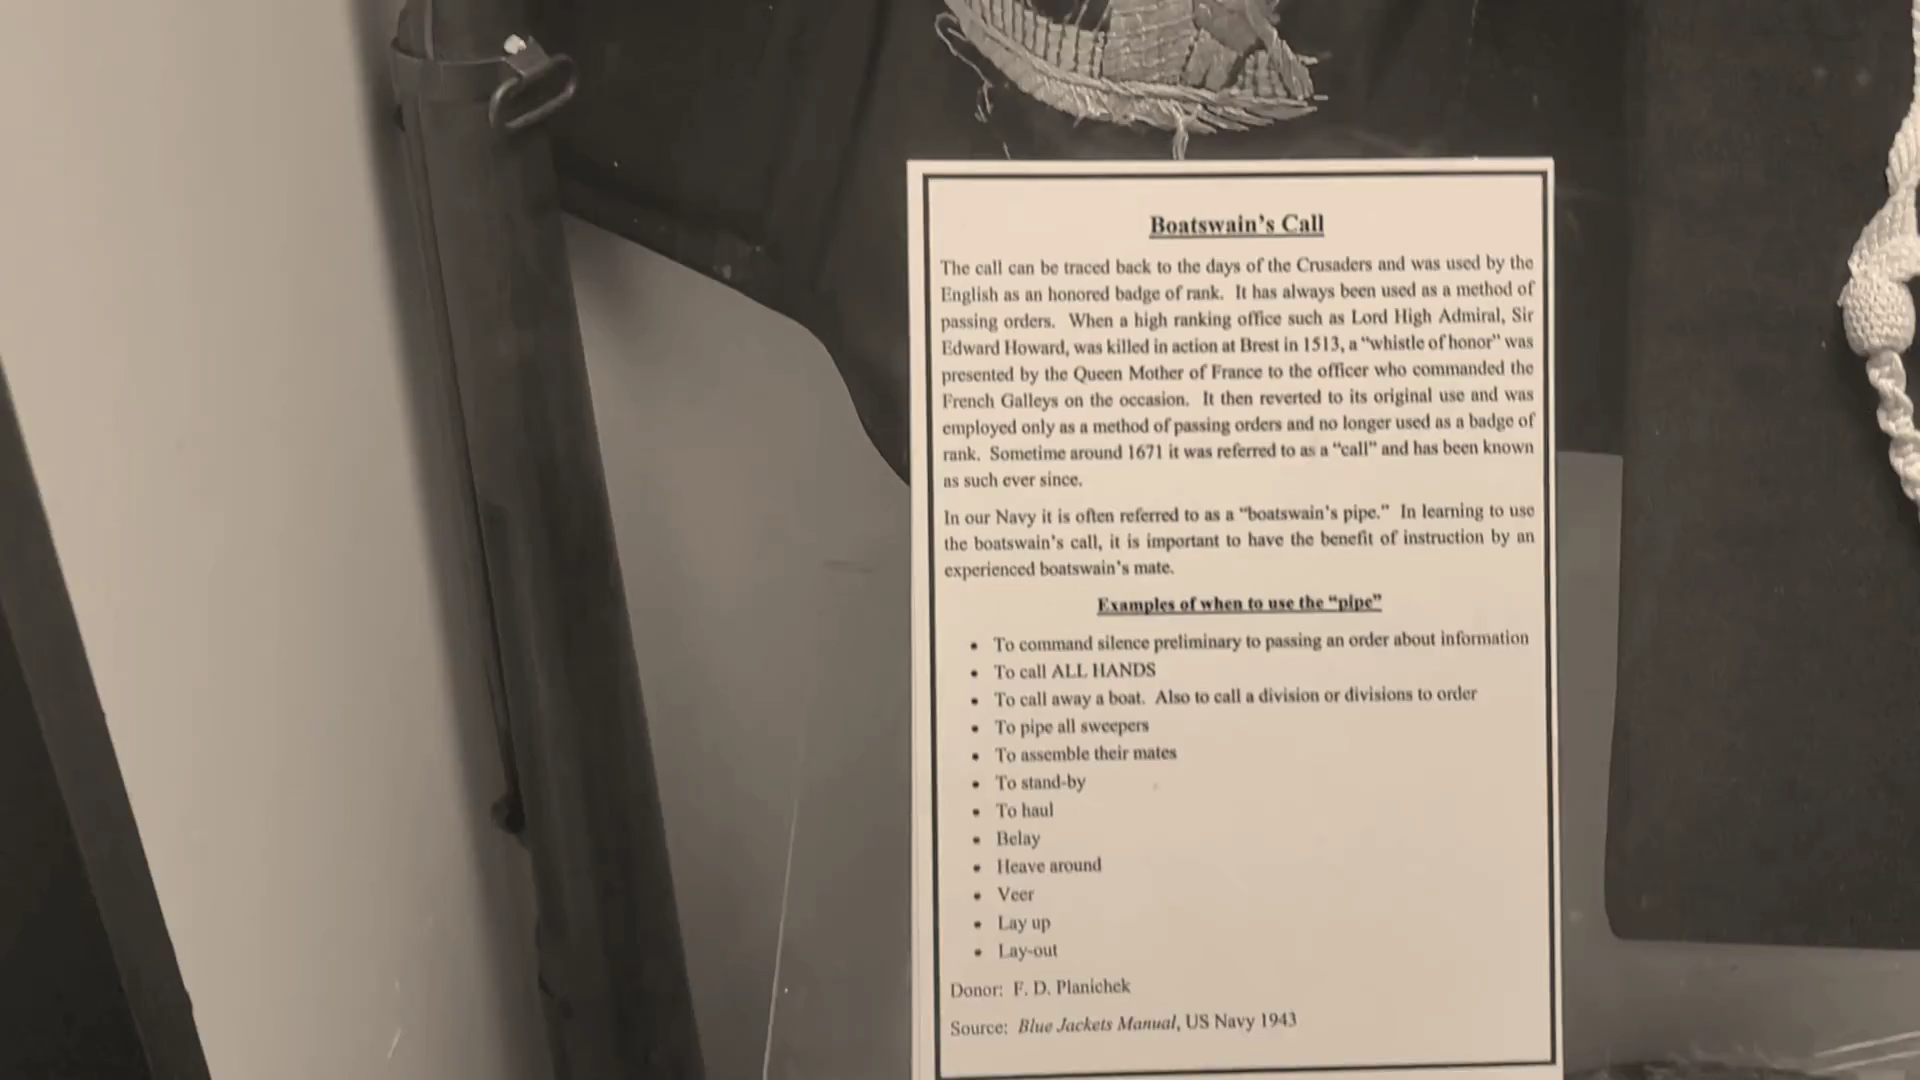 Boatswain's Call
The call can be traced back to the days of the Crusaders and was used by the
English as an honored badge of rank. It has always been used as a method of
passing orders. When a high ranking office such as Lord High Admiral, Sir
Edward Howard, was killed in action at Brest in 1513, a "whistle of honor" was
presented by the Queen Mother of France to the officer who commanded the
French Galleys on the occasion. It then reverted to its original use and was
employed only as a method of passing orders and no longer used as a badge of
rank. Sometime around 1671 it was referred to as a "call" and has been known
as such ever since.
In our Navy it is often referred to as a "boatswain's pipe." In learning to use
the boatswain's call, it is important to have the benefit of instruction by an
experienced boatswain's mate.
Examples of when to use the "pipe"
• To command silence preliminary to passing an order about information
• To call ALL HANDS
• To call away a boat. Also to call a division or divisions to order
• To pipe all sweepers
• To assemble their mates
• To stand-by
• To haul
• Belay
• Heave around
• Veer
• Lay up
• Lay-out
Donor: F. D. Planichek
Source: Blue Jackets Manual, US Navy 1943